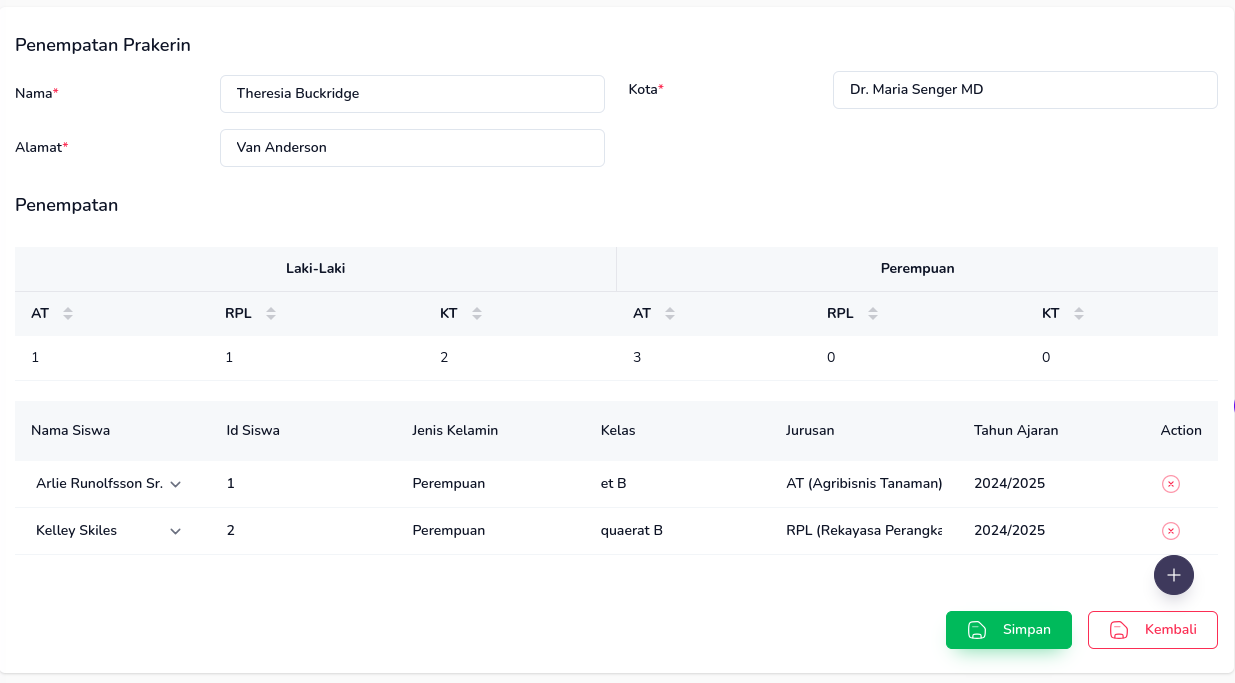 Penempatan Prakerin
Nama* Theresia Buckridge Kota* Dr. Maria Senger MD
Alamat* Van Anderson
Penempatan
Laki-Laki Perempuan
AT RPL KT AT RPL KT
1 1 2 3 0 0
Nama Siswa Id Siswa Jenis Kelamin Kelas Jurusan Tahun Ajaran Action
Arlie Runolfsson Sr. 1 Perempuan et B AT (Agribisnis Tanaman) 2024/2025
Kelley Skiles 2 Perempuan quaerat B RPL (Rekayasa Perangka 2024/2025
Simpan Kembali